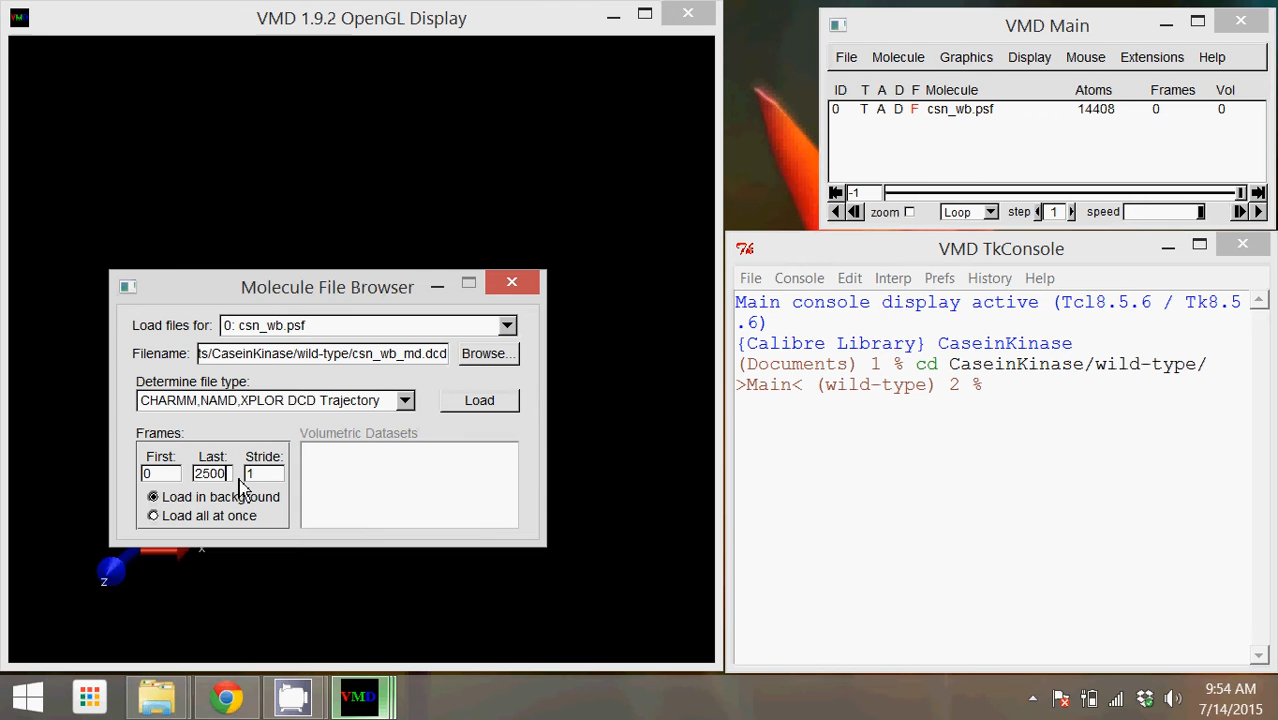 VMD 1.9.2 OpenGL Display
VMD Main
File Molecule Graphics Display Mouse Extensions Help
ID T A D F Molecule Atoms Frames Vol
0 T A D F csn_wb.psf 14408 0 0
-1
zoom Loop step 1 speed
VMD TkConsole
File Console Edit Interp Prefs History Help
Main console display active (Tcl8.5.6 / Tk8.5
.6)
{Calibre Library} CaseinKinase
(Documents) 1 % cd CaseinKinase/wild-type/
>Main< (wild-type) 2 %
Molecule File Browser
Load files for: 0: csn_wb.psf
Filename: ts/CaseinKinase/wild-type/csn_wb_md.dcd Browse...
Determine file type:
CHARMM,NAMD,XPLOR DCD Trajectory Load
Frames: Volumetric Datasets
First: Last: Stride:
0 2500 1
Load in background
Load all at once
x
z
VMD
9:54 AM
7/14/2015